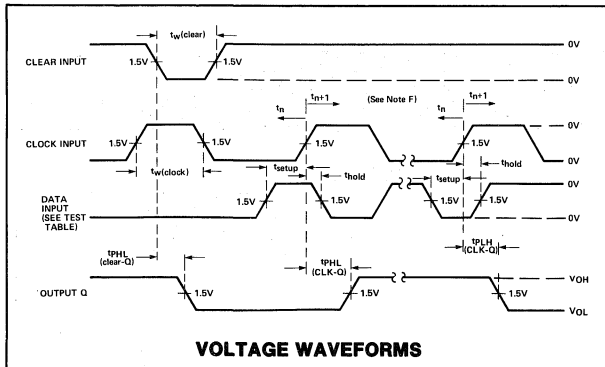 tw(clear)
0V
CLEAR INPUT
1.5V
1.5V
0V
tn
tn+1
(See Note F)
tn
tn+1
0V
CLOCK INPUT
1.5V
1.5V
1.5V
1.5V
0V
tw(clock)
tsetup
thold
tsetup
thold
0V
DATA
INPUT
(SEE TEST
TABLE)
1.5V
1.5V
1.5V
1.5V
0V
tPHL
(clear-Q)
tPHL
(CLK-Q)
tPLH
(CLK-Q)
VOH
OUTPUT Q
1.5V
1.5V
1.5V
VOL
VOLTAGE WAVEFORMS